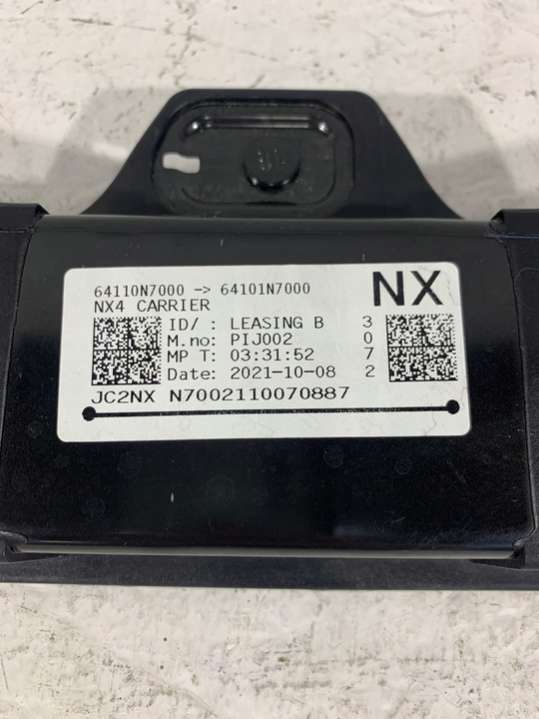 64110N7000 -> 64101N7000
NX
NX4 CARRIER
ID/ : LEASING B 3
M.no: PIJ002 0
MP T: 03:31:52 7
Date: 2021-10-08 2
JC2NX N7002110070887